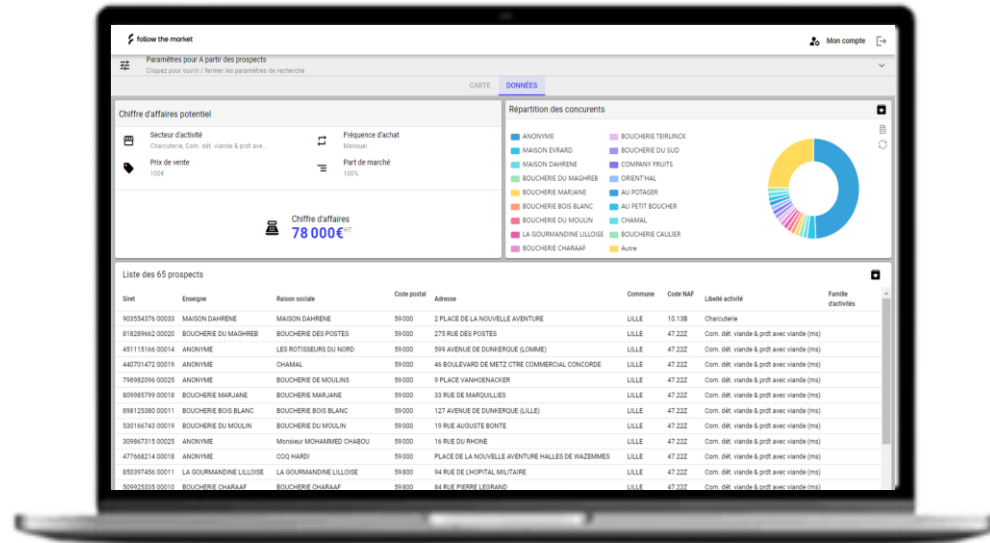 follow the market
Mon compte
Paramètres pour A partir des prospects
Cliquez pour ouvrir / fermer les paramètres de recherche
CARTE DONNÉES
Chiffre d'affaires potentiel
Secteur d'activité
Charcuterie, Com. dét. viande & prdt ave...
Fréquence d'achat
Mensuel
Prix de vente
100€
Part de marché
100%
Chiffre d'affaires
78 000€HT
Répartition des concurents
ANONYME BOUCHERIE TEIRLINCK
MAISON EVRARD BOUCHERIE DU SUD
MAISON DAHRENE COMPANY FRUITS
BOUCHERIE DU MAGHREB ORIENT'HAL
BOUCHERIE MARJANE AU POTAGER
BOUCHERIE BOIS BLANC AU PETIT BOUCHER
BOUCHERIE DU MOULIN CHAMAL
LA GOURMANDINE LILLOISE BOUCHERIE CAULIER
BOUCHERIE CHARAAF Autre
Liste des 65 prospects
Siret Enseigne Raison sociale Code postal Adresse Commune Code NAF Libellé activité Famille d'activités
903554376 00033 MAISON DAHRENE MAISON DAHRENE 59000 2 PLACE DE LA NOUVELLE AVENTURE LILLE 10.13B Charcuterie
818289662 00020 BOUCHERIE DU MAGHREB BOUCHERIE DES POSTES 59000 275 RUE DES POSTES LILLE 47.22Z Com. dét. viande & prdt avec viande (ms)
451115166 00014 ANONYME LES ROTISSEURS DU NORD 59000 599 AVENUE DE DUNKERQUE (LOMME) LILLE 47.22Z Com. dét. viande & prdt avec viande (ms)
440701472 00019 ANONYME CHAMAL 59000 46 BOULEVARD DE METZ CTRE COMMERCIAL CONCORDE LILLE 47.22Z Com. dét. viande & prdt avec viande (ms)
798982096 00025 ANONYME BOUCHERIE DE MOULINS 59000 9 PLACE VANHOENACKER LILLE 47.22Z Com. dét. viande & prdt avec viande (ms)
809985799 00018 BOUCHERIE MARJANE BOUCHERIE MARJANE 59000 33 RUE DE MARQUILLIES LILLE 47.22Z Com. dét. viande & prdt avec viande (ms)
898125380 00011 BOUCHERIE BOIS BLANC BOUCHERIE BOIS BLANC 59000 127 AVENUE DE DUNKERQUE (LILLE) LILLE 47.22Z Com. dét. viande & prdt avec viande (ms)
530166743 00019 BOUCHERIE DU MOULIN BOUCHERIE DU MOULIN 59000 19 RUE AUGUSTE BONTE LILLE 47.22Z Com. dét. viande & prdt avec viande (ms)
309867315 00025 ANONYME Monsieur MOHAMMED CHABOU 59000 16 RUE DU RHONE LILLE 47.22Z Com. dét. viande & prdt avec viande (ms)
477668214 00018 ANONYME COQ HARDI 59000 PLACE DE LA NOUVELLE AVENTURE HALLES DE WAZEMMES LILLE 47.22Z Com. dét. viande & prdt avec viande (ms)
850397456 00011 LA GOURMANDINE LILLOISE LA GOURMANDINE LILLOISE 59800 94 RUE DE L'HOPITAL MILITAIRE LILLE 47.22Z Com. dét. viande & prdt avec viande (ms)
509925335 00010 BOUCHERIE CHARAAF BOUCHERIE CHARAAF 59800 84 RUE PIERRE LEGRAND LILLE 47.22Z Com. dét. viande & prdt avec viande (ms)